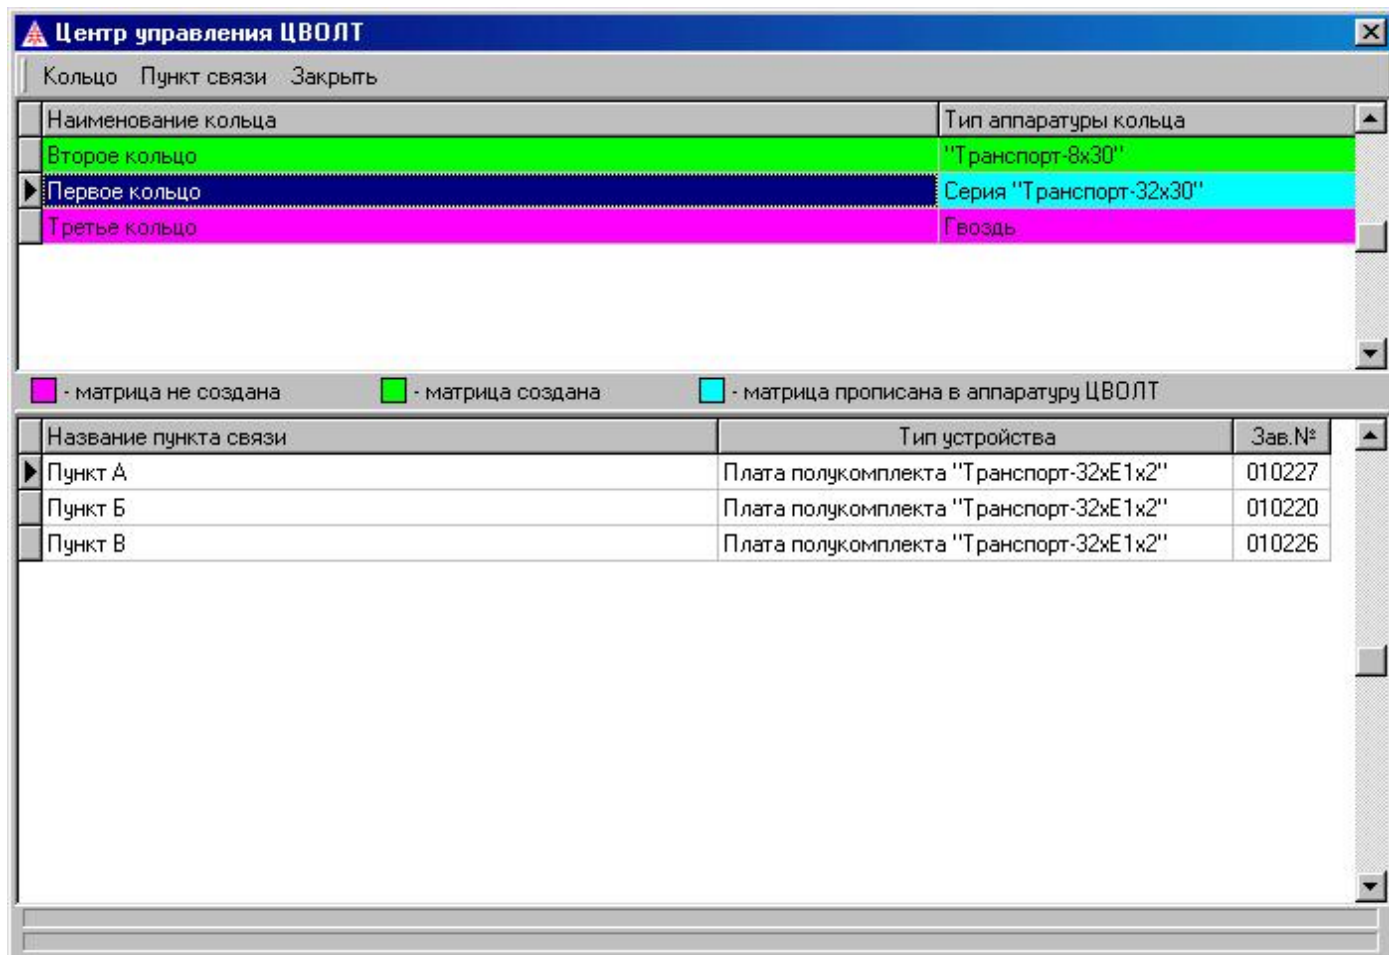 Центр управления ЦВОЛТ
Кольцо Пункт связи Закрыть
Наименование кольца Тип аппаратуры кольца
Второе кольцо "Транспорт-8х30"
Первое кольцо Серия "Транспорт-32х30"
Третье кольцо Гвоздь
- матрица не создана - матрица создана - матрица прописана в аппаратуру ЦВОЛТ
Название пункта связи Тип устройства Зав.№
Пункт А Плата полукомплекта "Транспорт-32хЕ1х2" 010227
Пункт Б Плата полукомплекта "Транспорт-32хЕ1х2" 010220
Пункт В Плата полукомплекта "Транспорт-32хЕ1х2" 010226